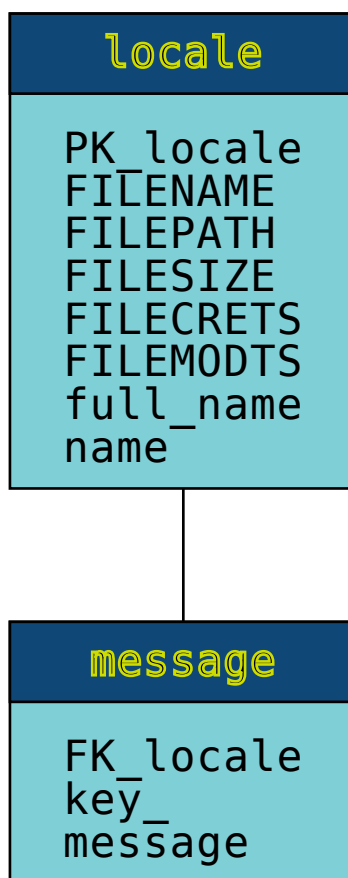 locale
PK_locale
FILENAME
FILEPATH
FILESIZE
FILECRETS
FILEMODTS
full_name
name
message
FK_locale
key_
message